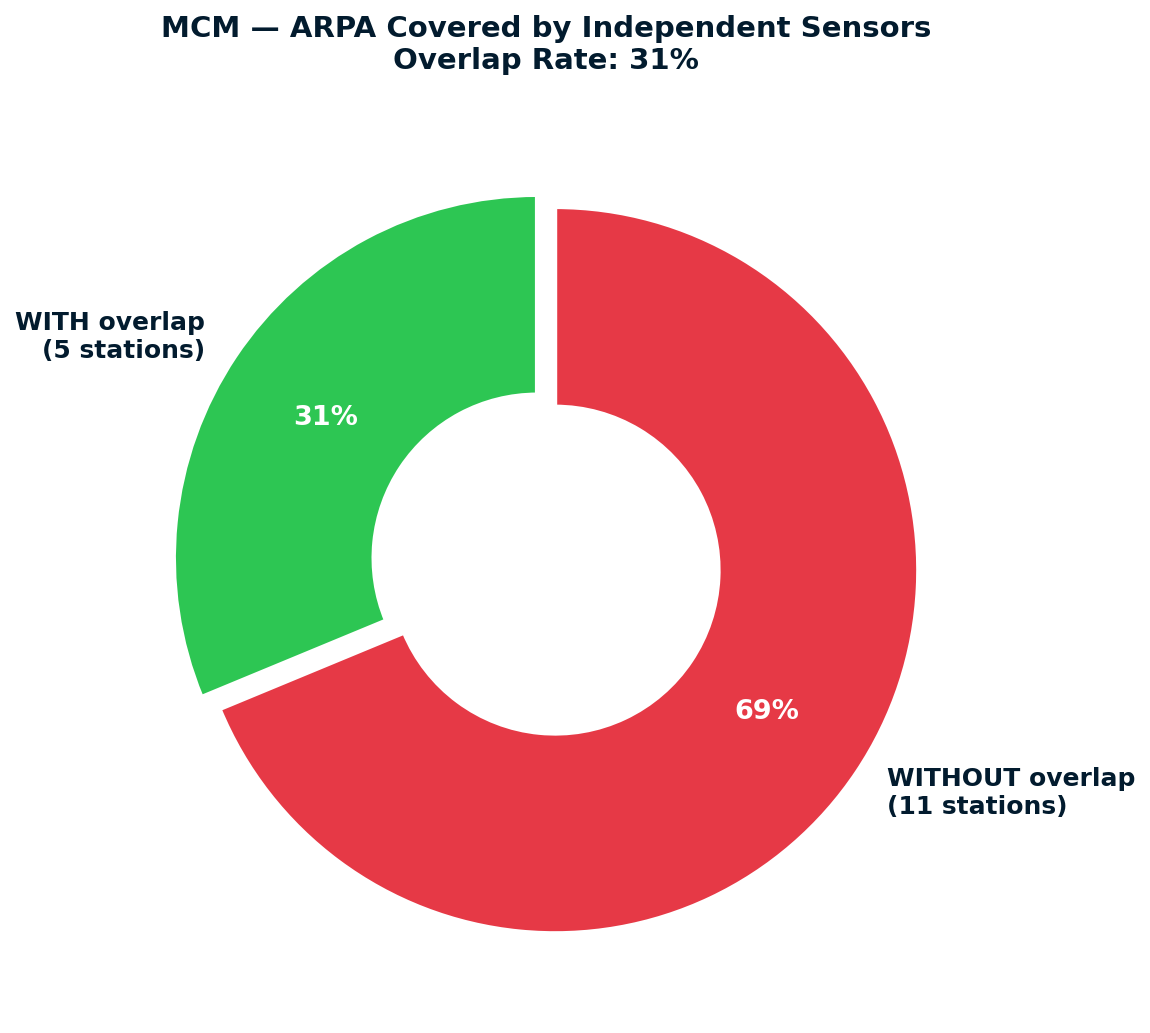 MCM — ARPA Covered by Independent Sensors
Overlap Rate: 31%
WITH overlap
(5 stations)
31%
69%
WITHOUT overlap
(11 stations)